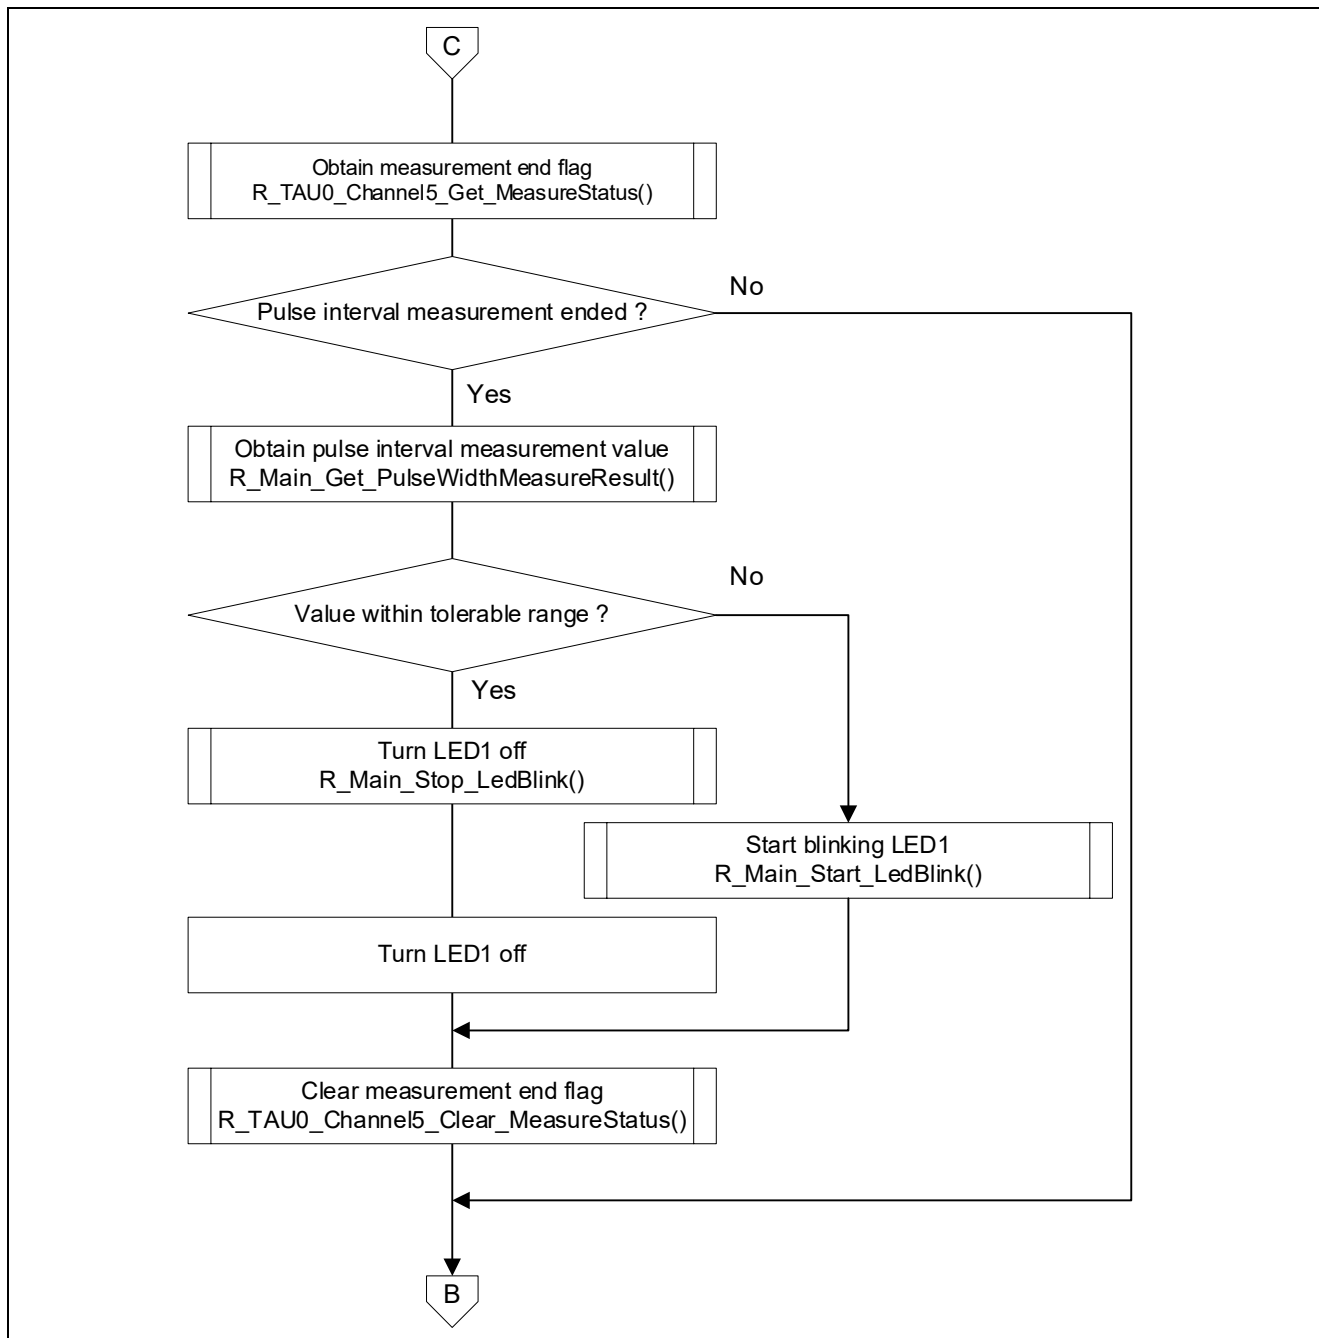 C
Obtain measurement end flag
R_TAU0_Channel5_Get_MeasureStatus()
No
Pulse interval measurement ended ?
Yes
Obtain pulse interval measurement value
R_Main_Get_PulseWidthMeasureResult()
No
Value within tolerable range ?
Yes
Turn LED1 off
R_Main_Stop_LedBlink()
Start blinking LED1
R_Main_Start_LedBlink()
Turn LED1 off
Clear measurement end flag
R_TAU0_Channel5_Clear_MeasureStatus()
B